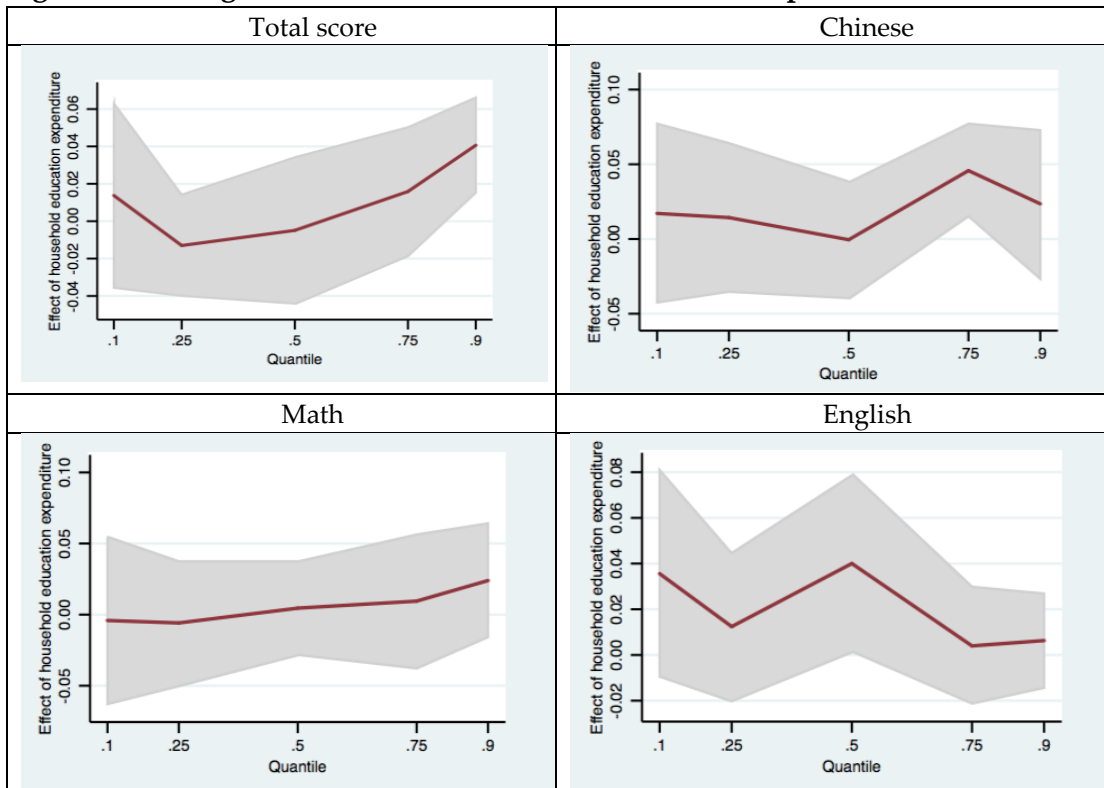 Total score
Chinese
Effect of household education expenditure
-0.04 -0.02 0.00 0.02 0.04 0.06
.1 .25 .5 .75 .9
Quantile
Effect of household education expenditure
-0.05 0.00 0.05 0.10
.1 .25 .5 .75 .9
Quantile
Math
English
Effect of household education expenditure
-0.05 0.00 0.05 0.10
.1 .25 .5 .75 .9
Quantile
Effect of household education expenditure
-0.02 0.00 0.02 0.04 0.06 0.08
.1 .25 .5 .75 .9
Quantile